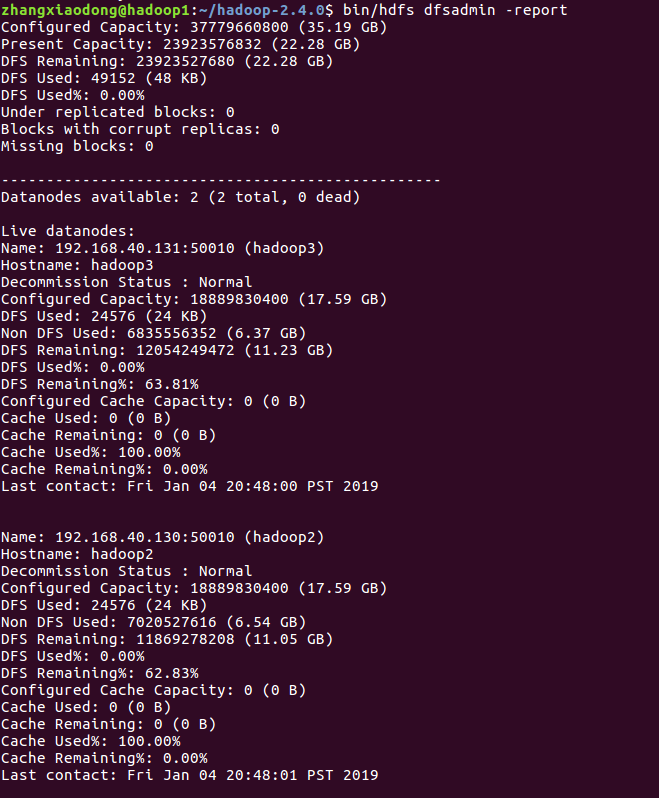 zhangxiaodong@hadoop1:~/hadoop-2.4.0$ bin/hdfs dfsadmin -report
Configured Capacity: 37779660800 (35.19 GB)
Present Capacity: 23923576832 (22.28 GB)
DFS Remaining: 23923527680 (22.28 GB)
DFS Used: 49152 (48 KB)
DFS Used%: 0.00%
Under replicated blocks: 0
Blocks with corrupt replicas: 0
Missing blocks: 0
-------------------------------------------------
Datanodes available: 2 (2 total, 0 dead)
Live datanodes:
Name: 192.168.40.131:50010 (hadoop3)
Hostname: hadoop3
Decommission Status : Normal
Configured Capacity: 18889830400 (17.59 GB)
DFS Used: 24576 (24 KB)
Non DFS Used: 6835556352 (6.37 GB)
DFS Remaining: 12054249472 (11.23 GB)
DFS Used%: 0.00%
DFS Remaining%: 63.81%
Configured Cache Capacity: 0 (0 B)
Cache Used: 0 (0 B)
Cache Remaining: 0 (0 B)
Cache Used%: 100.00%
Cache Remaining%: 0.00%
Last contact: Fri Jan 04 20:48:00 PST 2019
Name: 192.168.40.130:50010 (hadoop2)
Hostname: hadoop2
Decommission Status : Normal
Configured Capacity: 18889830400 (17.59 GB)
DFS Used: 24576 (24 KB)
Non DFS Used: 7020527616 (6.54 GB)
DFS Remaining: 11869278208 (11.05 GB)
DFS Used%: 0.00%
DFS Remaining%: 62.83%
Configured Cache Capacity: 0 (0 B)
Cache Used: 0 (0 B)
Cache Remaining: 0 (0 B)
Cache Used%: 100.00%
Cache Remaining%: 0.00%
Last contact: Fri Jan 04 20:48:01 PST 2019